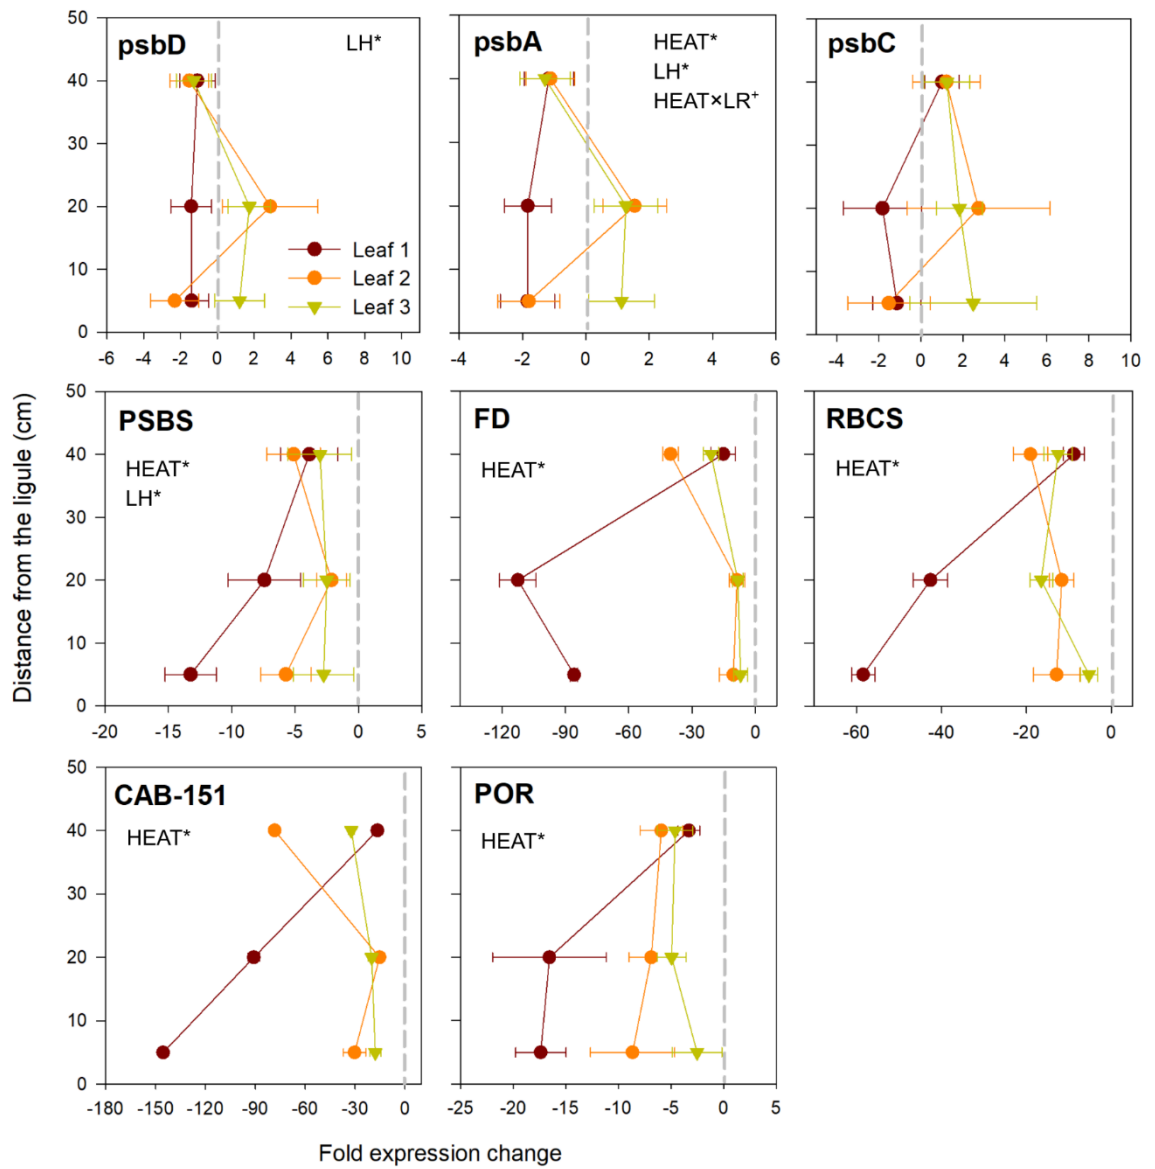 psbD
LH*
50
40
30
20
10
0
Leaf 1
Leaf 2
Leaf 3
-6 -4 -2 0 2 4 6 8 10
psbA
HEAT*
LH*
HEAT×LR+
-4 -2 0 2 4 6
psbC
-4 -2 0 2 4 6 8 10
Distance from the ligule (cm)
PSBS
HEAT*
LH*
50
40
30
20
10
0
-20 -15 -10 -5 0 5
FD
HEAT*
-120 -90 -60 -30 0
RBCS
HEAT*
-60 -40 -20 0
CAB-151
HEAT*
50
40
30
20
10
0
-180 -150 -120 -90 -60 -30 0
POR
HEAT*
-25 -20 -15 -10 -5 0 5
Fold expression change